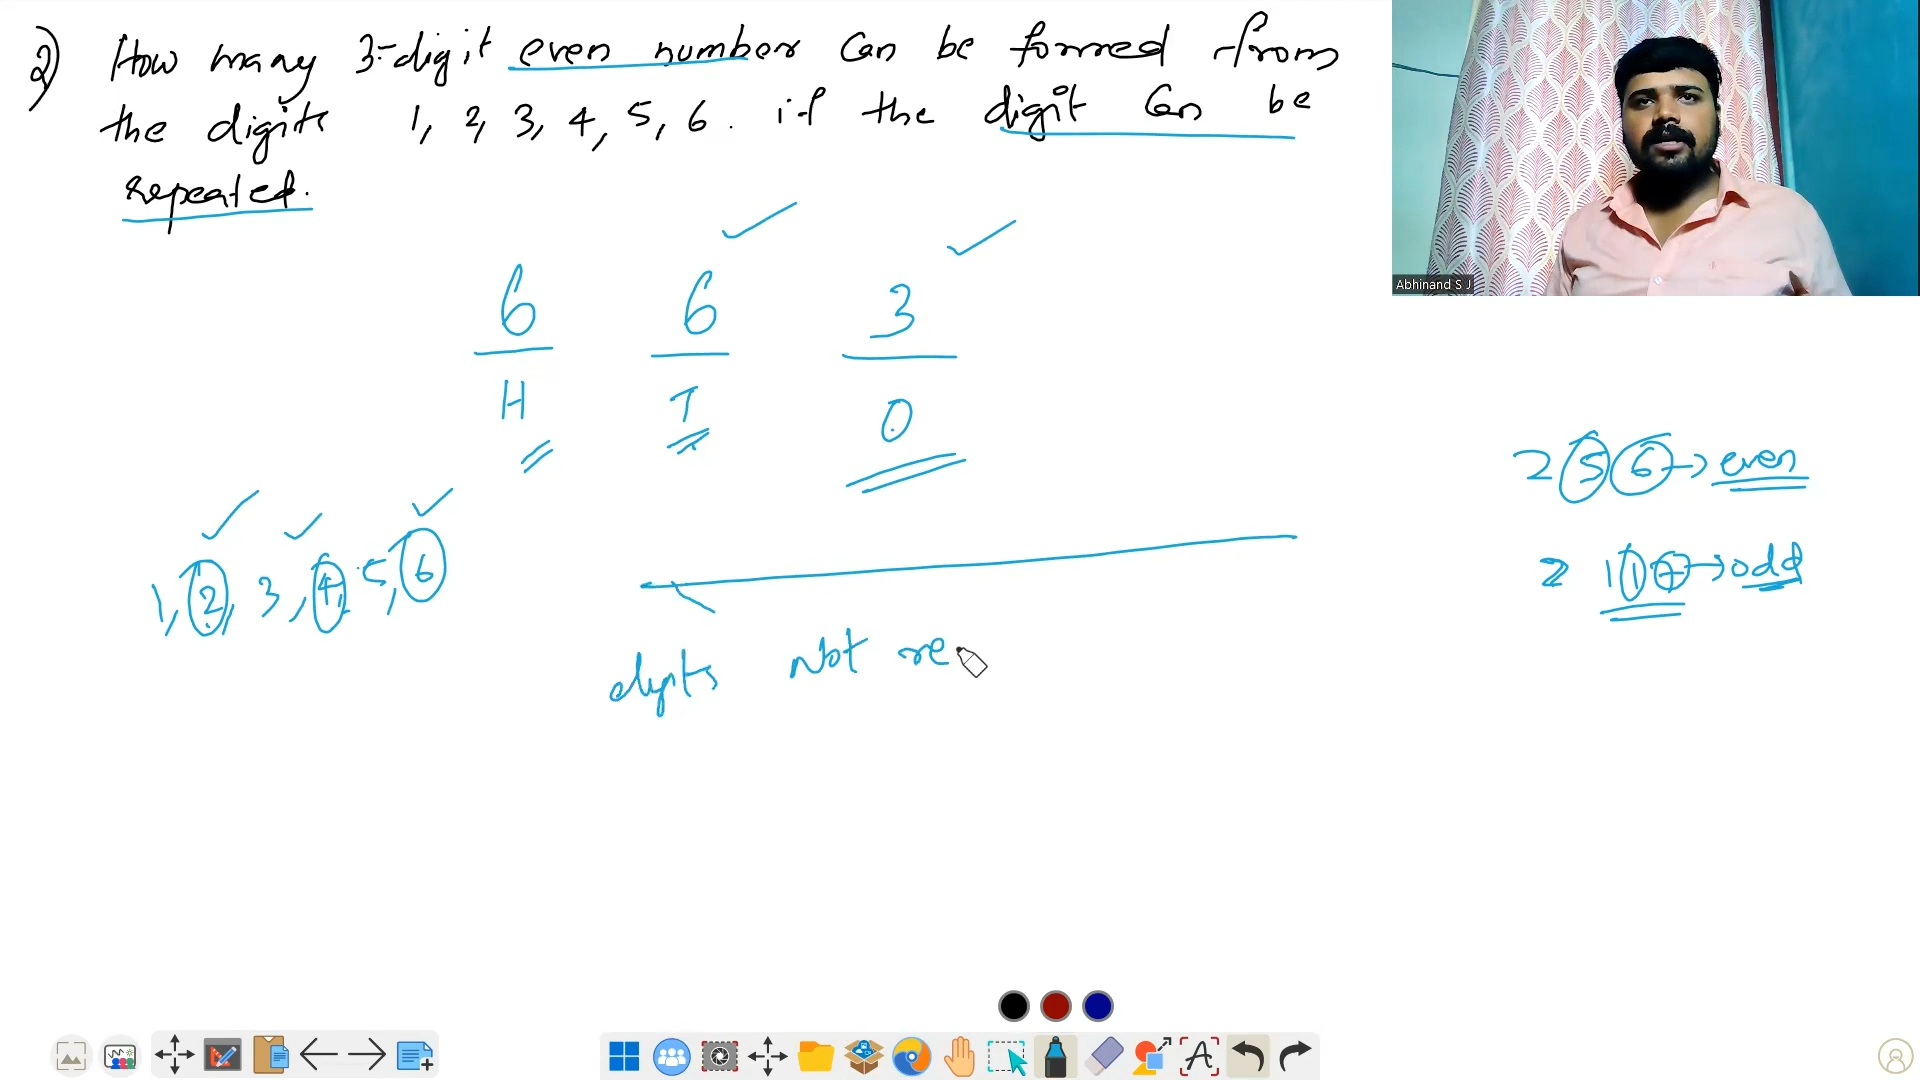 2) How many 3-digit even number can be formed from
the digits 1, 2, 3, 4, 5, 6. if the digit can be
repeated.
6 6 3
H T O
1, 2, 3, 4, 5, 6
2 5 6 → even
2 1 1 7 → odd
digits Not re
Abhinand S J